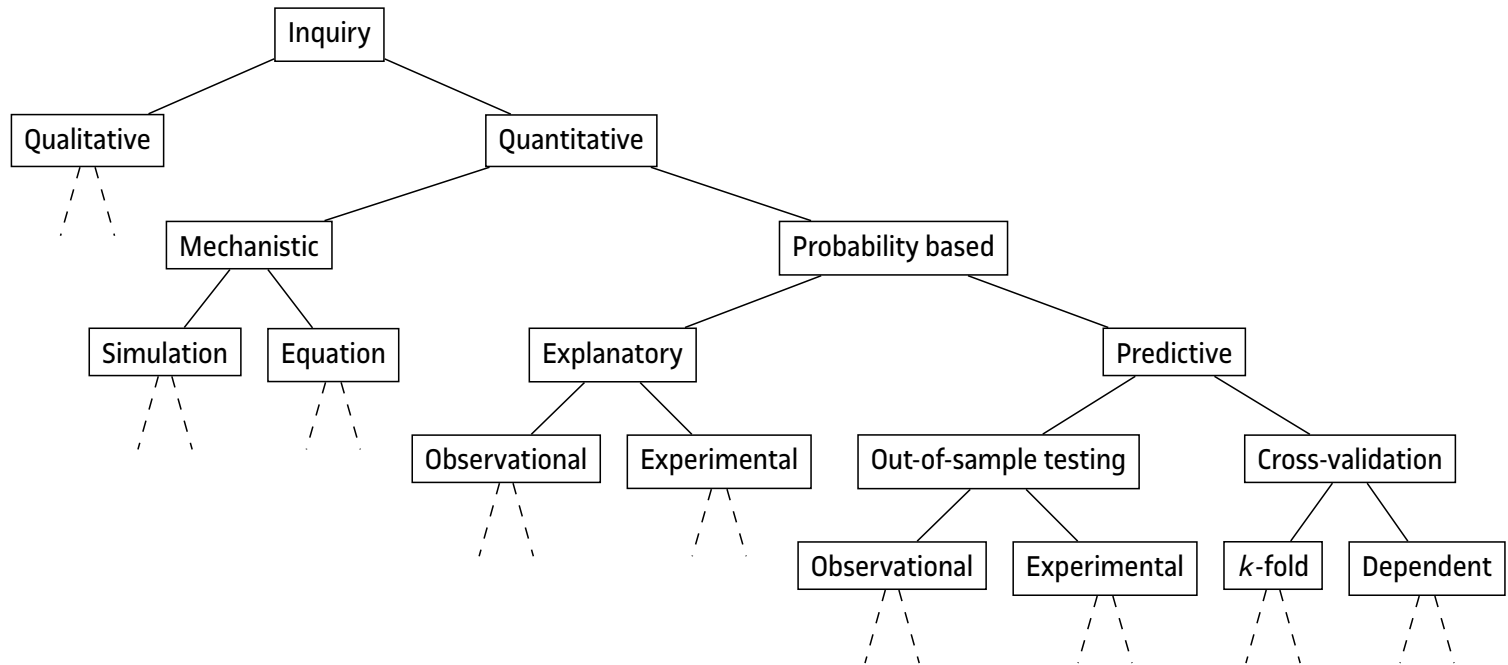 Inquiry
Qualitative
Quantitative
Mechanistic
Probability based
Simulation
Equation
Explanatory
Predictive
Observational
Experimental
Out-of-sample testing
Cross-validation
Observational
Experimental
k-fold
Dependent